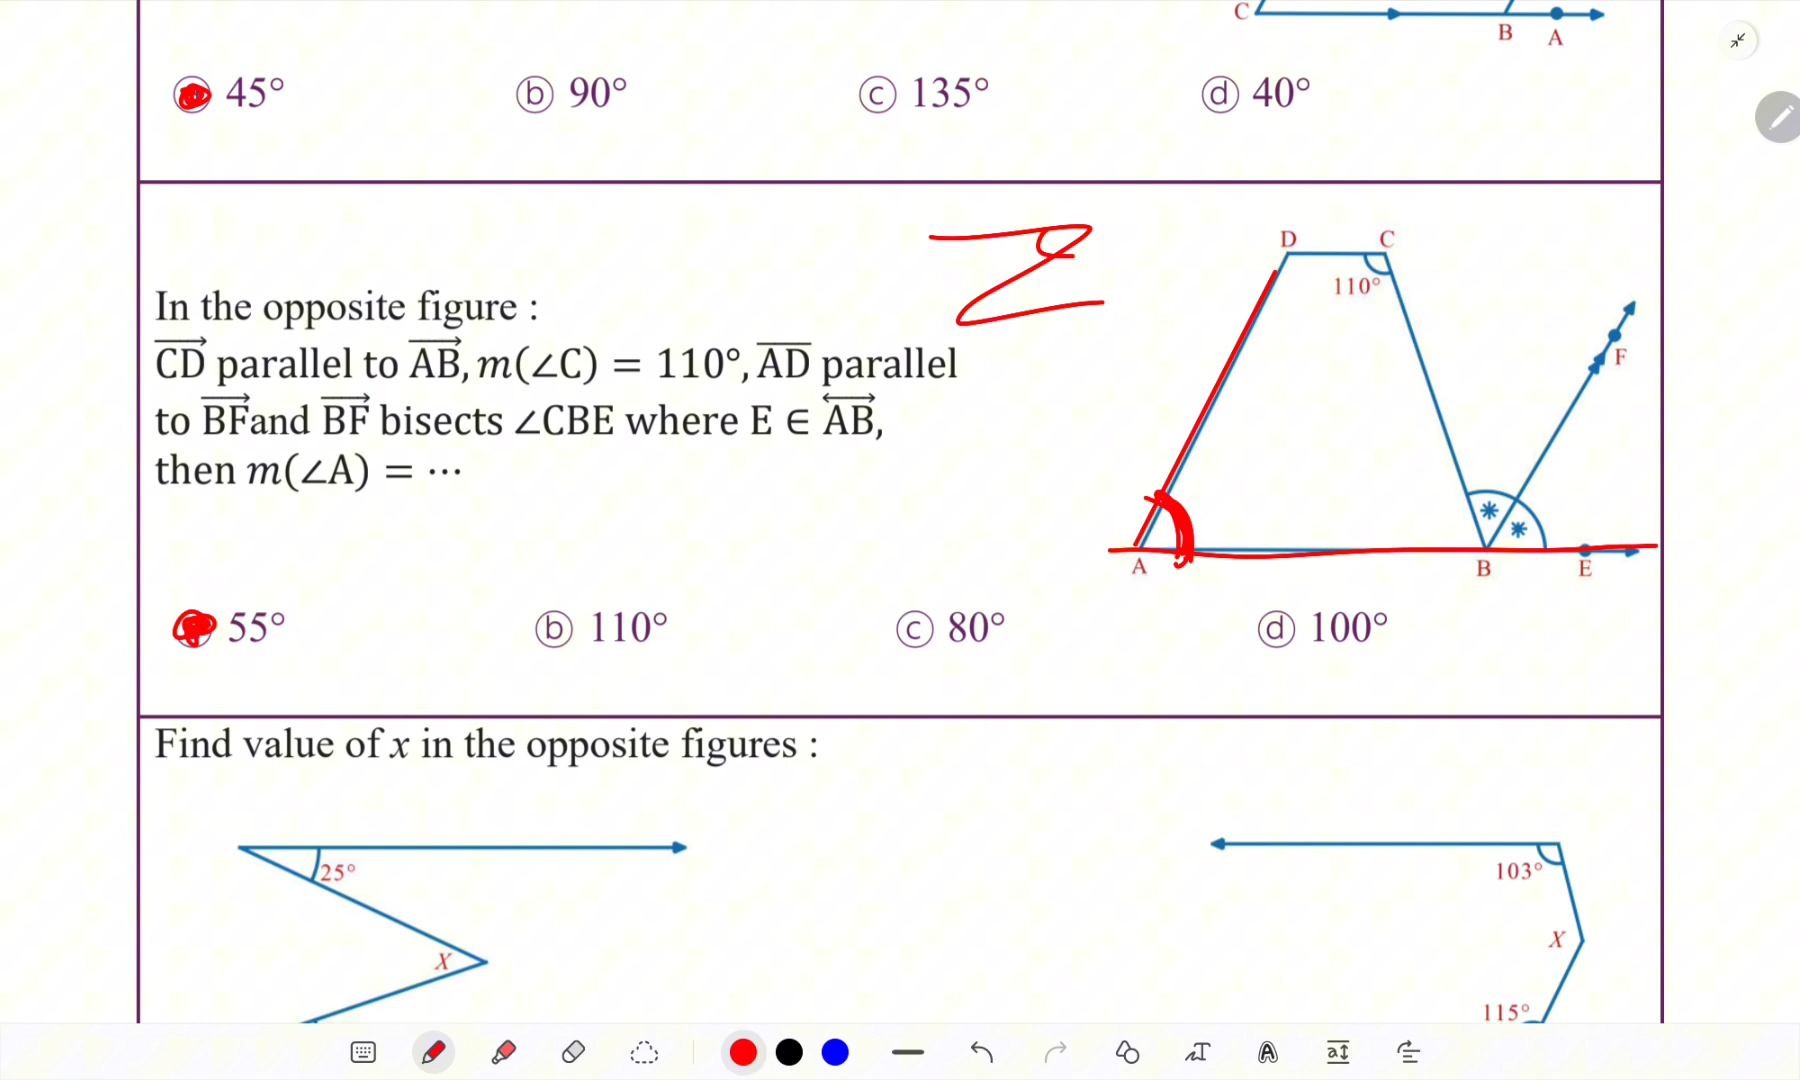 C
B A
45° ⓑ 90° ⓒ 135° ⓓ 40°
D C
110°
In the opposite figure :
CD parallel to AB, m(∠C) = 110°, AD parallel
to BF and BF bisects ∠CBE where E ∈ AB,
then m(∠A) = ⋯
F
A B E
55° ⓑ 110° ⓒ 80° ⓓ 100°
Find value of x in the opposite figures :
25°
X
103°
X
115°